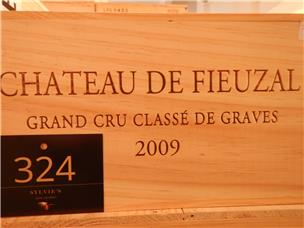 CHATEAU DE FIEUZAL
GRAND CRU CLASSÉ DE GRAVES
2009
324
SYLVIE'S